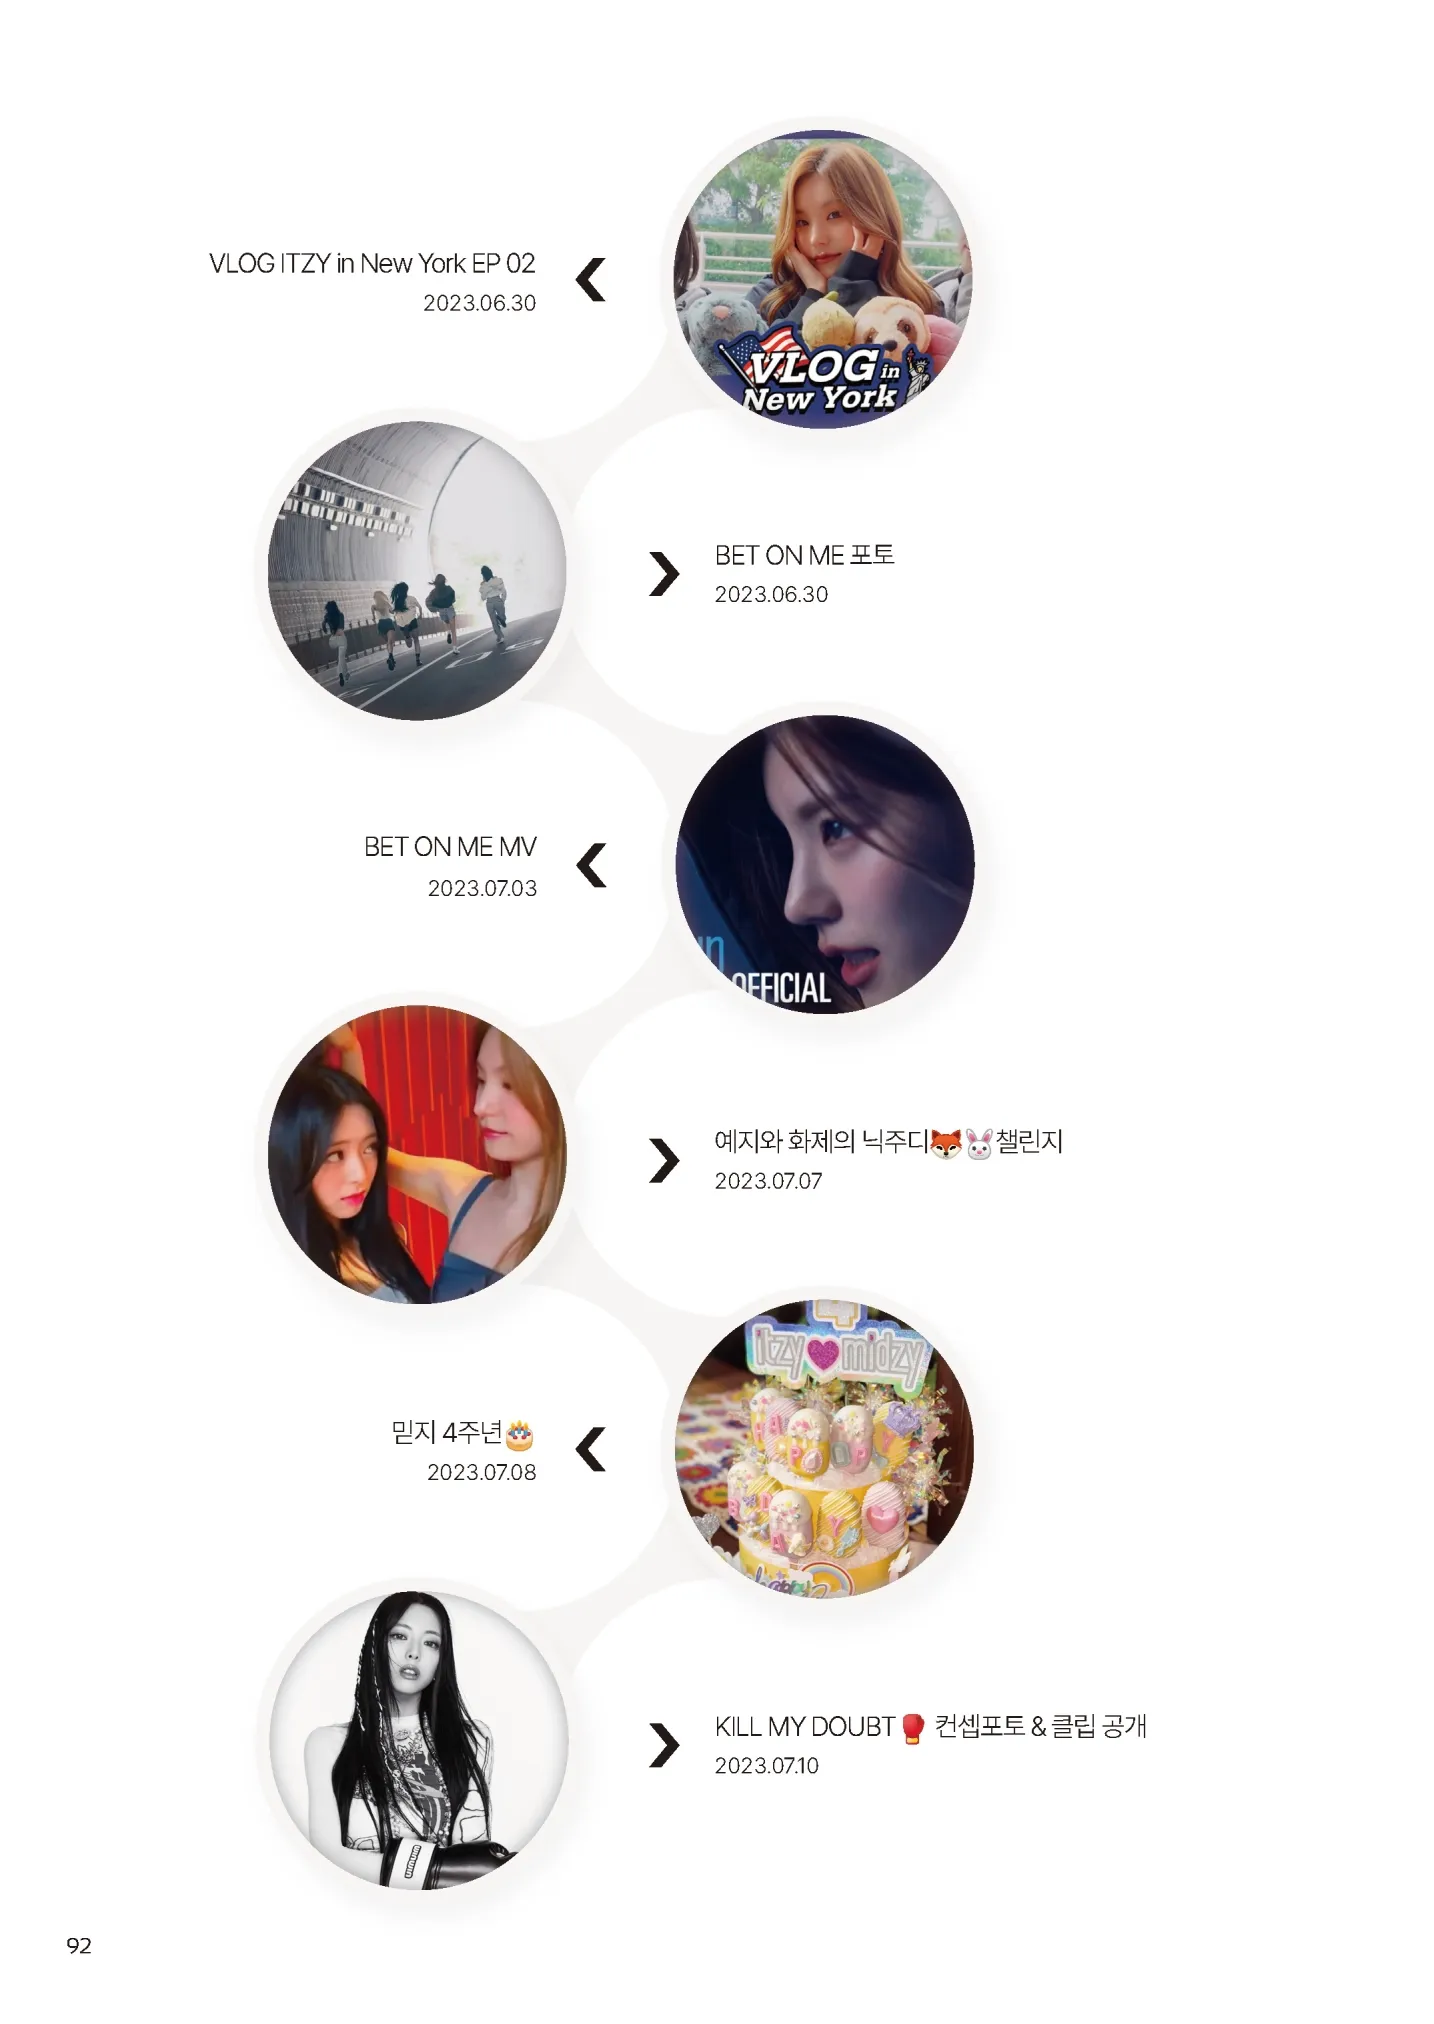 VLOG in
New York
VLOG ITZY in New York EP 02
2023.06.30
BET ON ME 포토
2023.06.30
BET ON ME MV
2023.07.03
OFFICIAL
예지와 화제의 닉주디🦊🐰챌린지
2023.07.07
itzy♥midzy
HAPPY
믿지 4주년🎂
2023.07.08
KILL MY DOUBT🥊 컨셉포토 & 클립 공개
2023.07.10
92